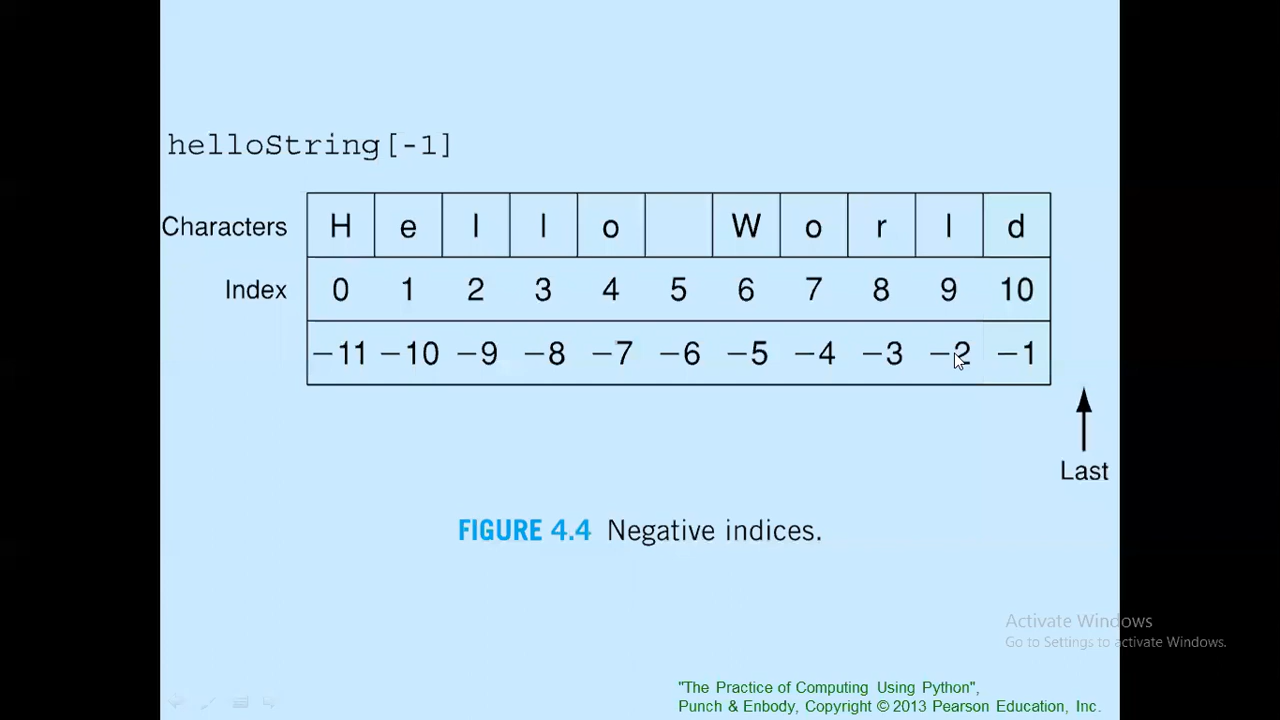 helloString[-1]
Characters H e l l o W o r l d
Index 0 1 2 3 4 5 6 7 8 9 10
−11 −10 −9 −8 −7 −6 −5 −4 −3 −2 −1
Last
FIGURE 4.4 Negative indices.
Activate Windows
Go to Settings to activate Windows.
"The Practice of Computing Using Python",
Punch & Enbody, Copyright © 2013 Pearson Education, Inc.